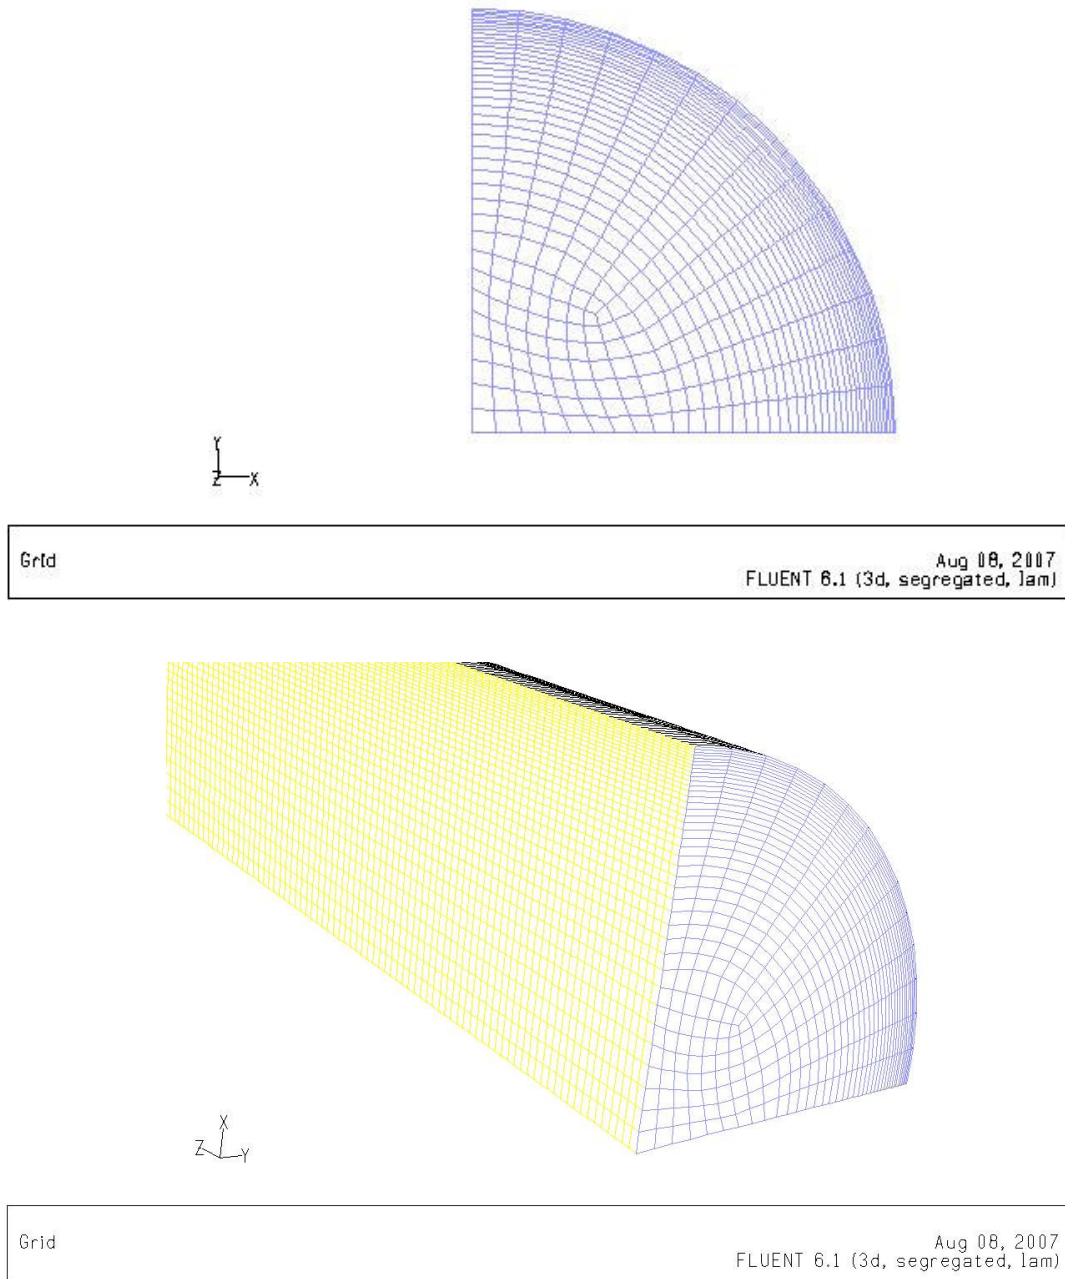 Y
Z X
Grid
Aug 08, 2007
FLUENT 6.1 (3d, segregated, lam)
X
Z Y
Grid
Aug 08, 2007
FLUENT 6.1 (3d, segregated, lam)